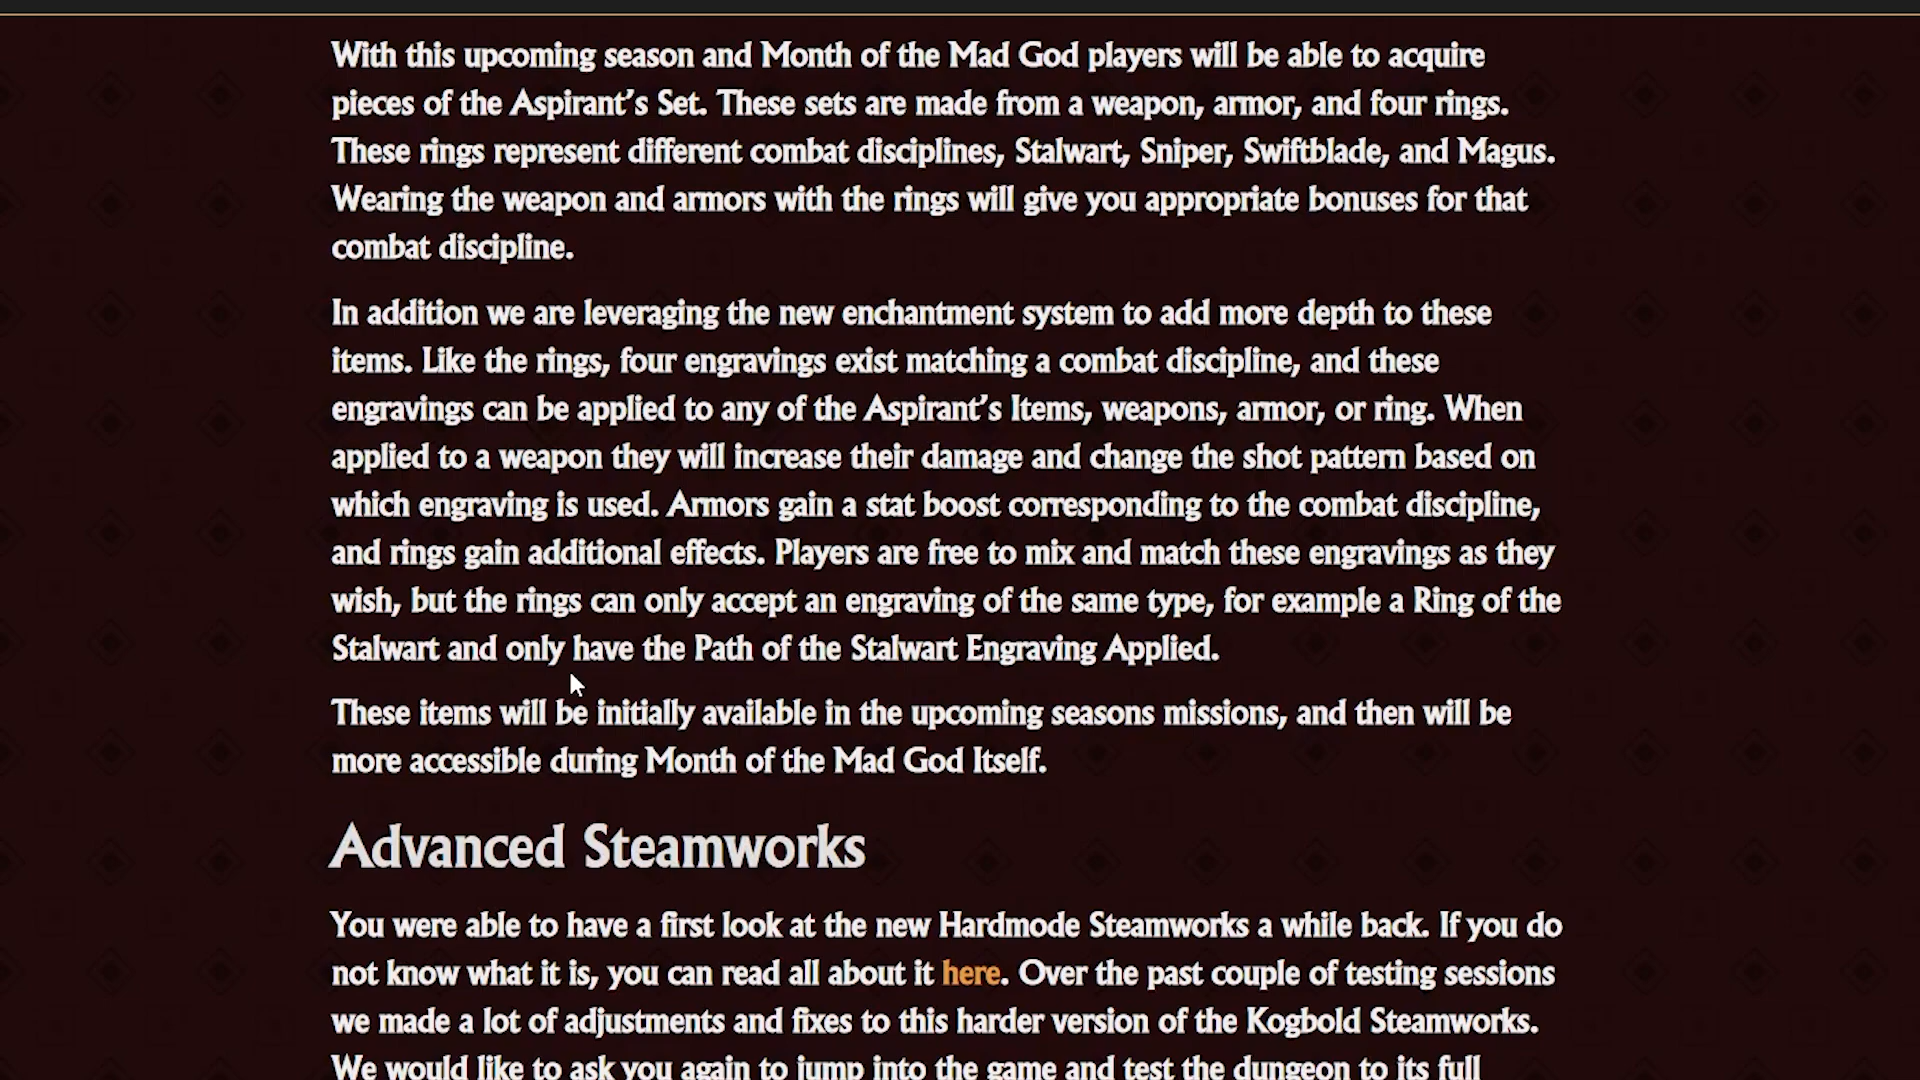 With this upcoming season and Month of the Mad God players will be able to acquire
pieces of the Aspirant's Set. These sets are made from a weapon, armor, and four rings.
These rings represent different combat disciplines, Stalwart, Sniper, Swiftblade, and Magus.
Wearing the weapon and armors with the rings will give you appropriate bonuses for that
combat discipline.
In addition we are leveraging the new enchantment system to add more depth to these
items. Like the rings, four engravings exist matching a combat discipline, and these
engravings can be applied to any of the Aspirant's Items, weapons, armor, or ring. When
applied to a weapon they will increase their damage and change the shot pattern based on
which engraving is used. Armors gain a stat boost corresponding to the combat discipline,
and rings gain additional effects. Players are free to mix and match these engravings as they
wish, but the rings can only accept an engraving of the same type, for example a Ring of the
Stalwart and only have the Path of the Stalwart Engraving Applied.
These items will be initially available in the upcoming seasons missions, and then will be
more accessible during Month of the Mad God Itself.
Advanced Steamworks
You were able to have a first look at the new Hardmode Steamworks a while back. If you do
not know what it is, you can read all about it here. Over the past couple of testing sessions
we made a lot of adjustments and fixes to this harder version of the Kogbold Steamworks.
We would like to ask you again to jump into the game and test the dungeon to its full